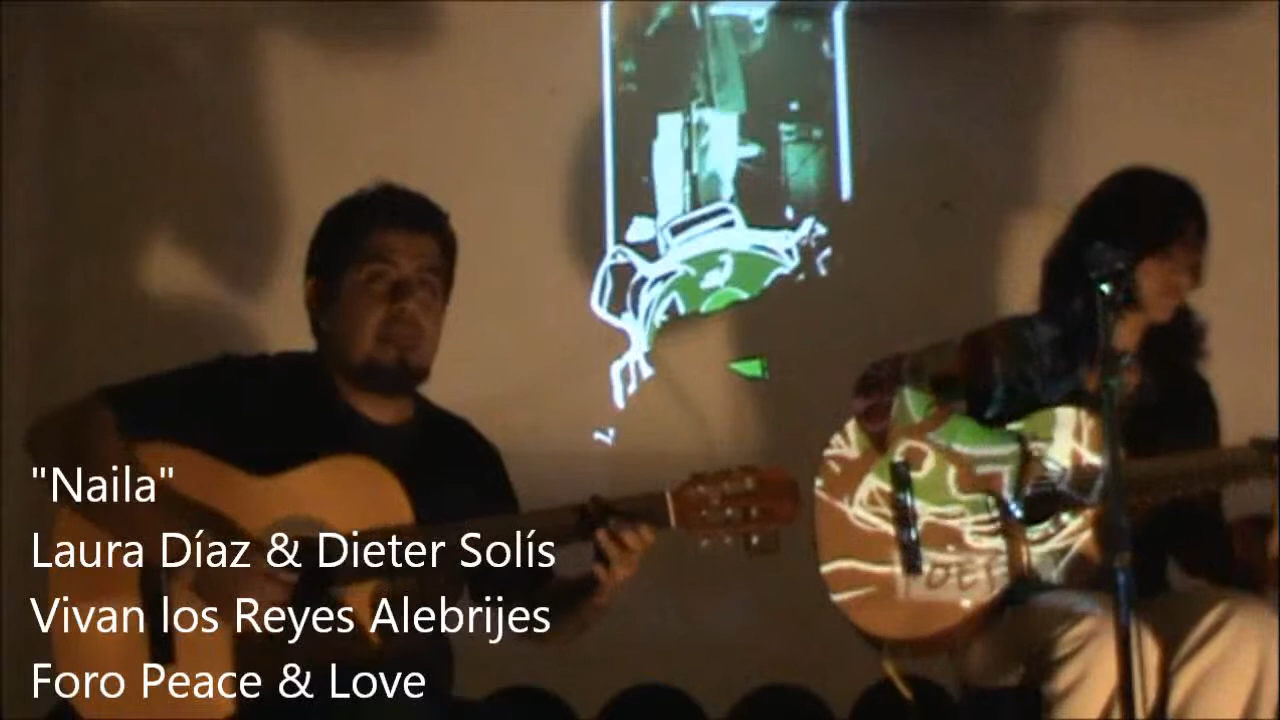 "Naila"
Laura Díaz & Dieter Solís
Vivan los Reyes Alebrijes
Foro Peace & Love